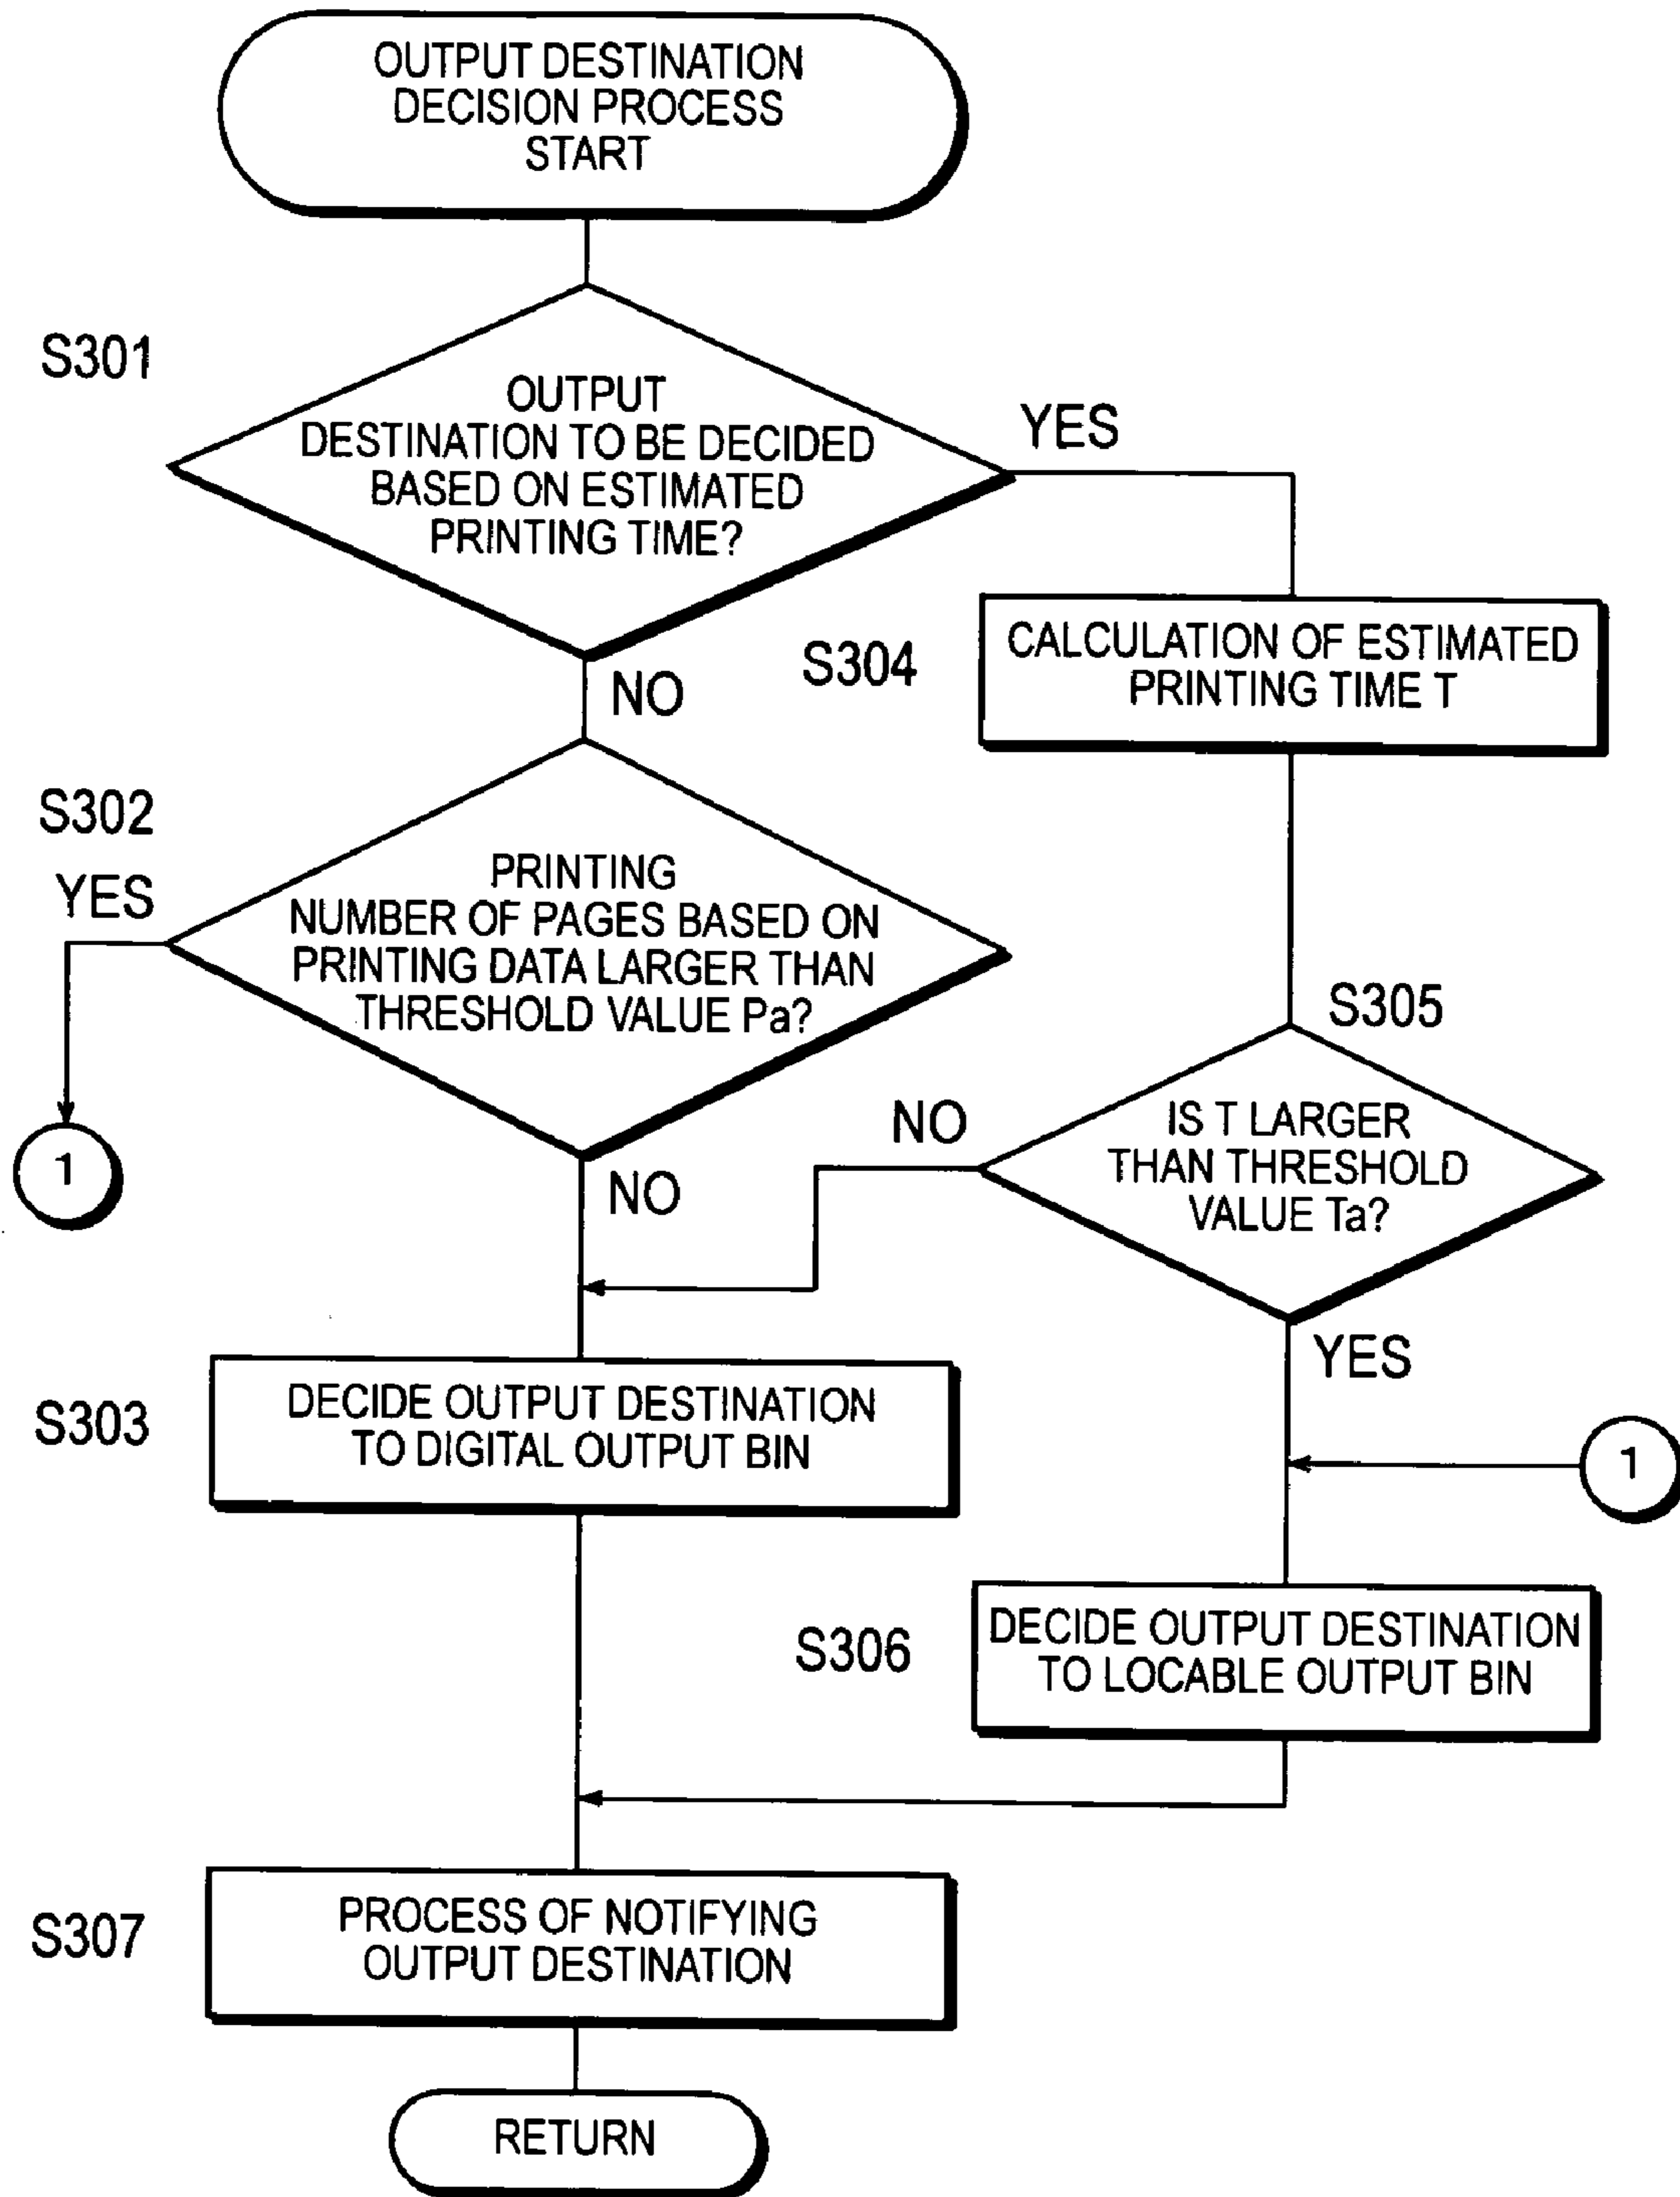 OUTPUT DESTINATION
DECISION PROCESS
START
S301
OUTPUT
DESTINATION TO BE DECIDED
BASED ON ESTIMATED
PRINTING TIME?
YES
NO
S304
CALCULATION OF ESTIMATED
PRINTING TIME T
S302
YES
PRINTING
NUMBER OF PAGES BASED ON
PRINTING DATA LARGER THAN
THRESHOLD VALUE Pa?
1
NO
S305
NO
IS T LARGER
THAN THRESHOLD
VALUE Ta?
YES
S303
DECIDE OUTPUT DESTINATION
TO DIGITAL OUTPUT BIN
1
S306
DECIDE OUTPUT DESTINATION
TO LOCABLE OUTPUT BIN
S307
PROCESS OF NOTIFYING
OUTPUT DESTINATION
RETURN